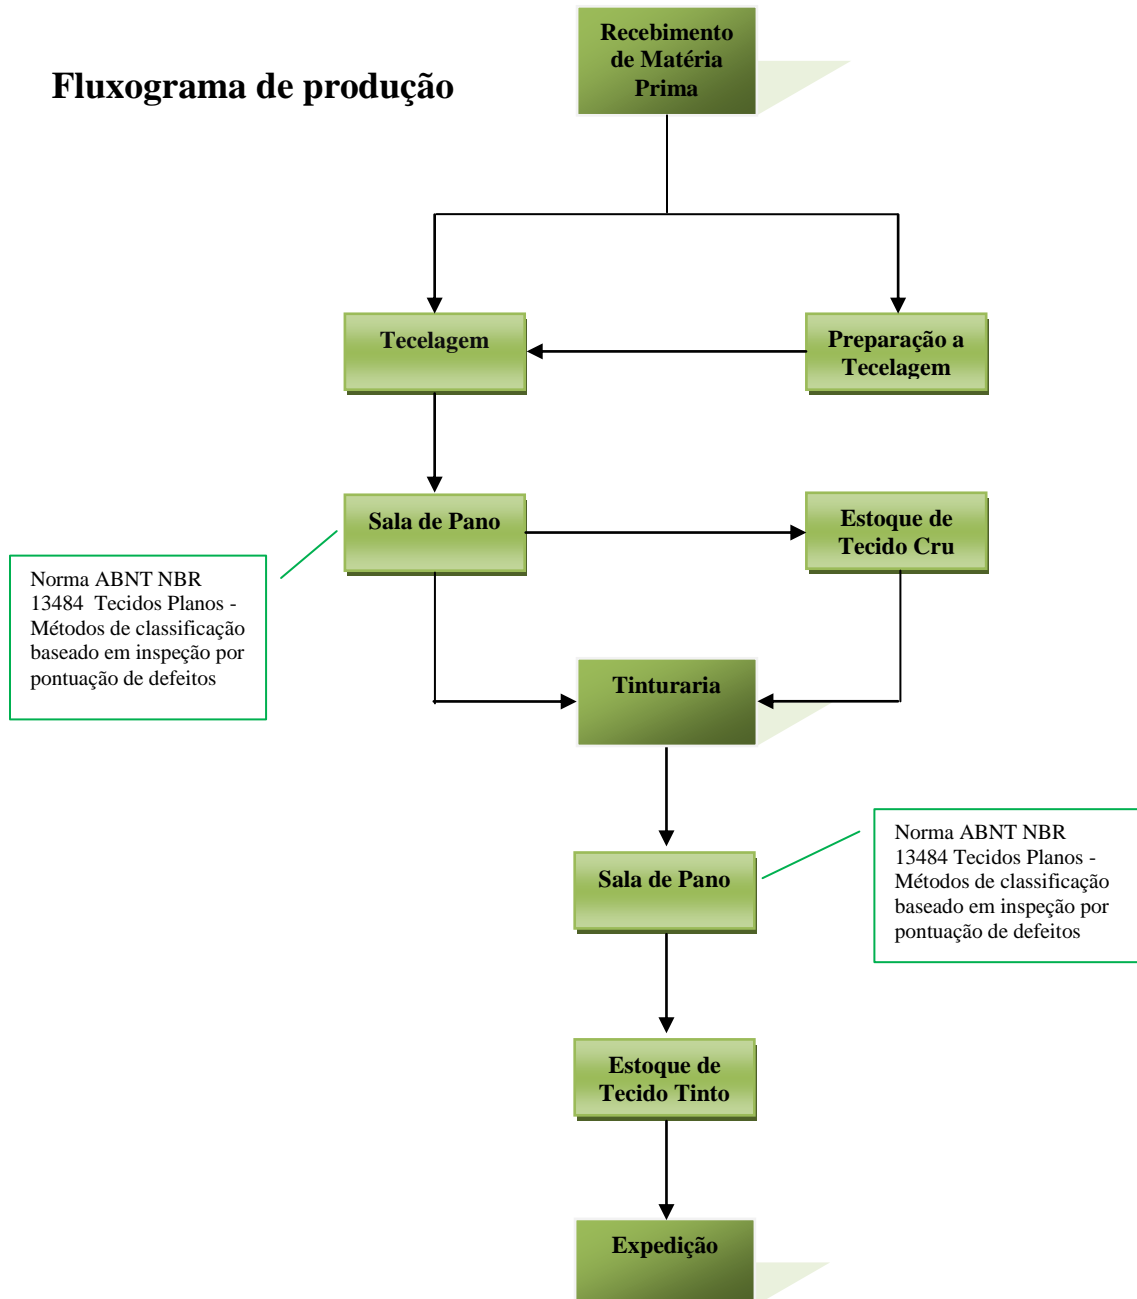 Fluxograma de produção
Recebimento
de Matéria
Prima
Tecelagem
Preparação a
Tecelagem
Sala de Pano
Estoque de
Tecido Cru
Norma ABNT NBR
13484 Tecidos Planos -
Métodos de classificação
baseado em inspeção por
pontuação de defeitos
Tinturaria
Sala de Pano
Norma ABNT NBR
13484 Tecidos Planos -
Métodos de classificação
baseado em inspeção por
pontuação de defeitos
Estoque de
Tecido Tinto
Expedição